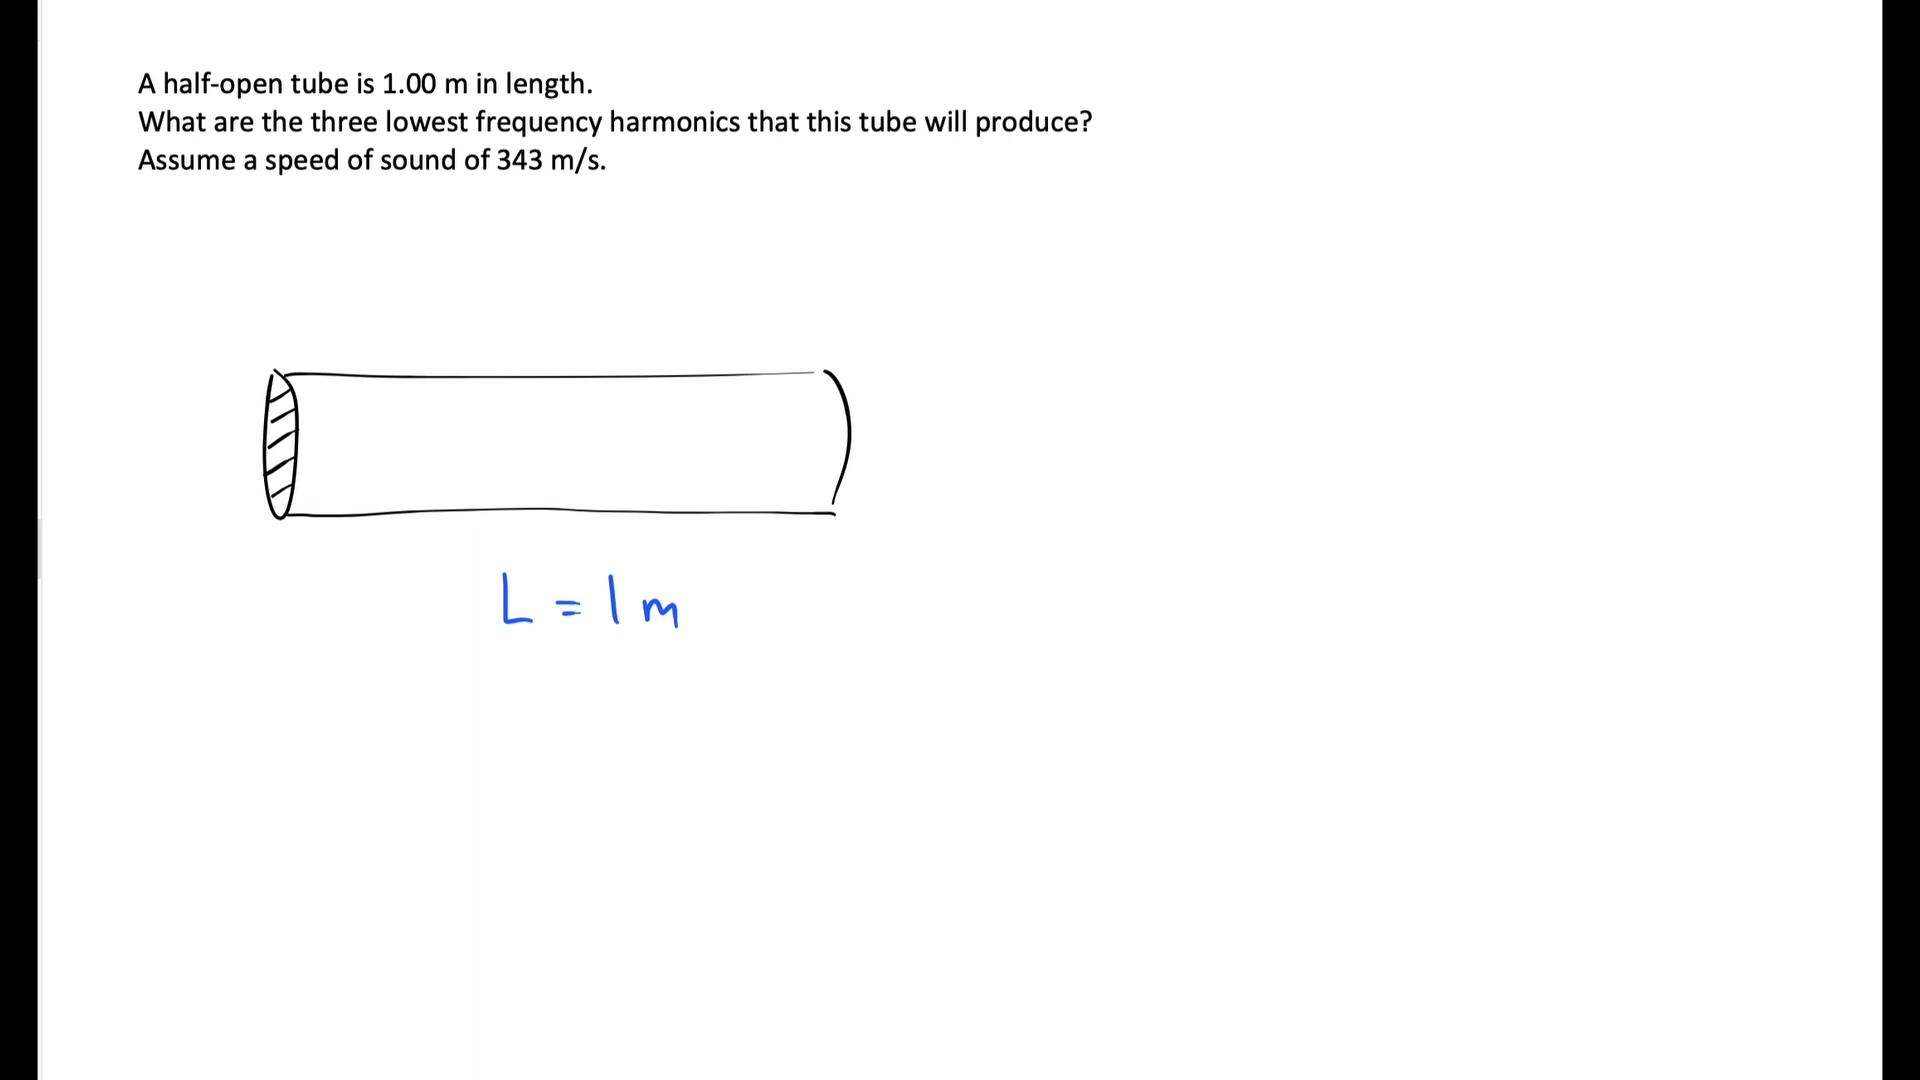 A half-open tube is 1.00 m in length.
What are the three lowest frequency harmonics that this tube will produce?
Assume a speed of sound of 343 m/s.
L = 1 m